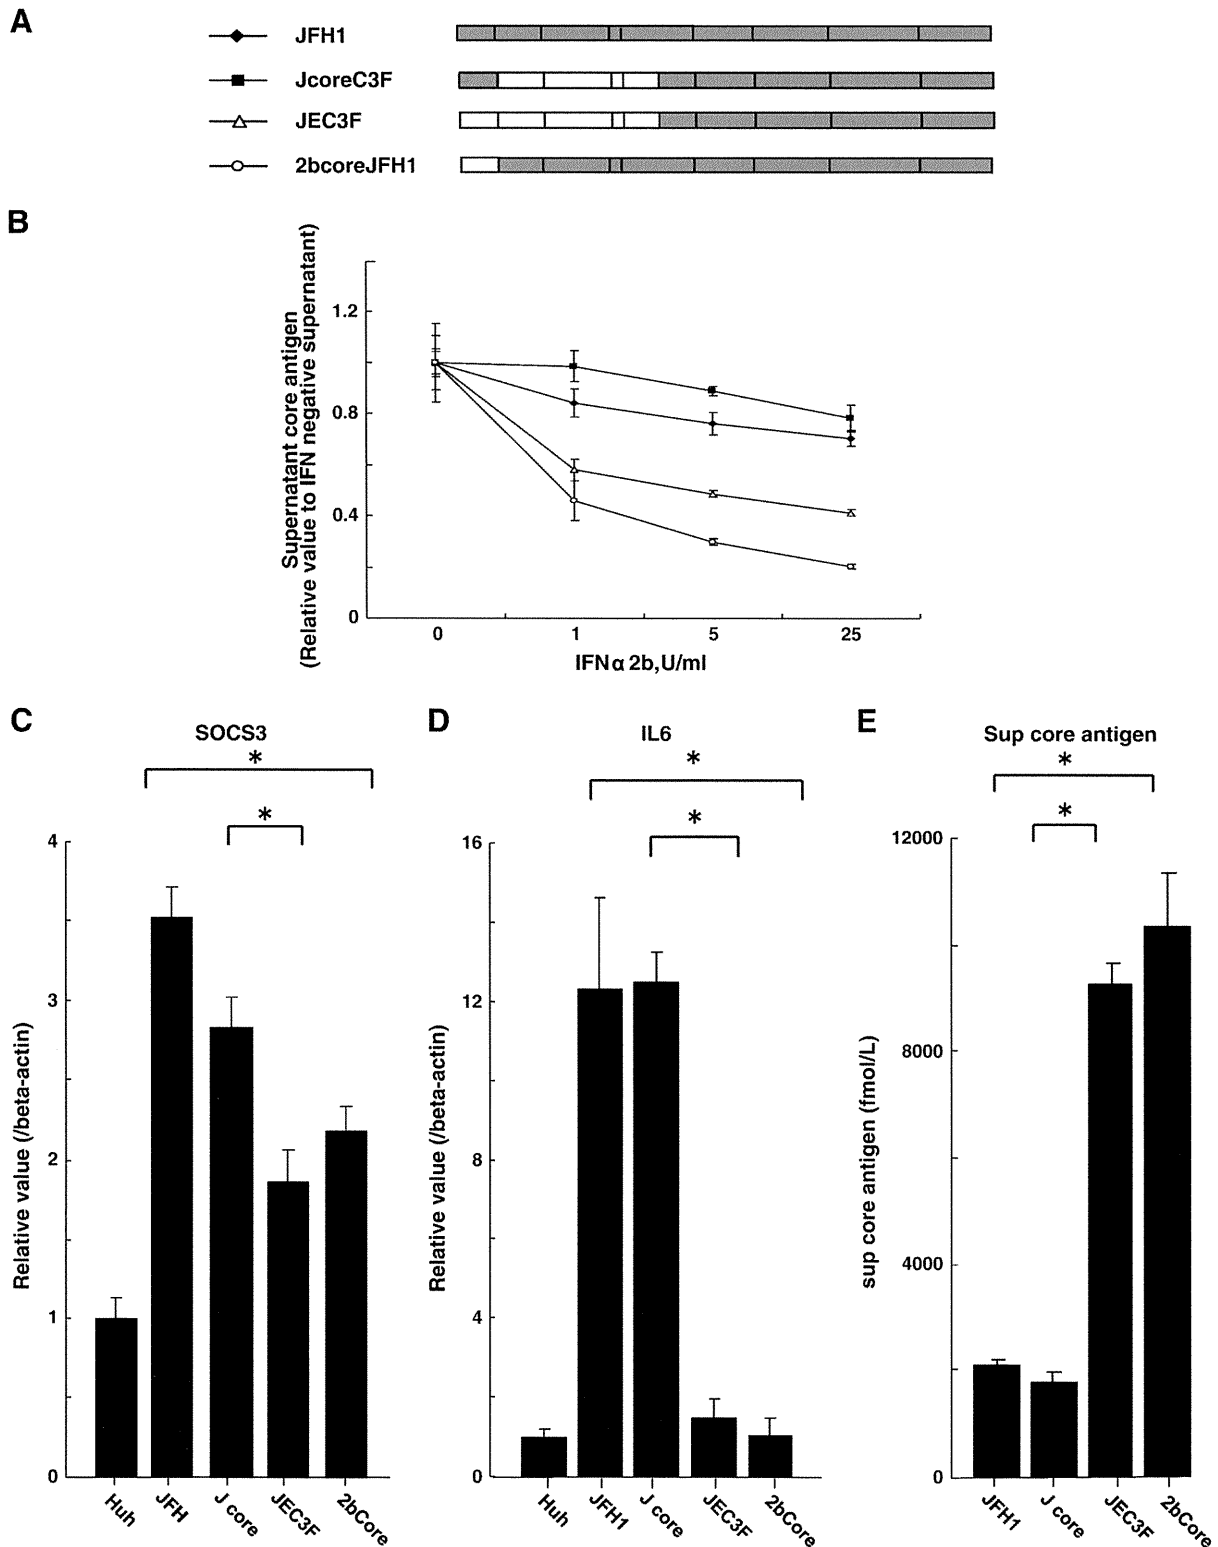 A
JFH1
JcoreC3F
JEC3F
2bcoreJFH1
B
Supernatant core antigen
(Relative value to IFN negative supernatant)
1.2
0.8
0.4
0
0 1 5 25
IFNα 2b,U/ml
C
SOCS3
*
*
Relative value (/beta-actin)
4
3
2
1
0
Huh JFH J core JEC3F 2bCore
D
IL6
*
*
Relative value (/beta-actin)
16
12
8
4
0
Huh JFH1 J core JEC3F 2bCore
E
Sup core antigen
*
*
sup core antigen (fmol/L)
12000
8000
4000
0
JFH1 J core JEC3F 2bCore